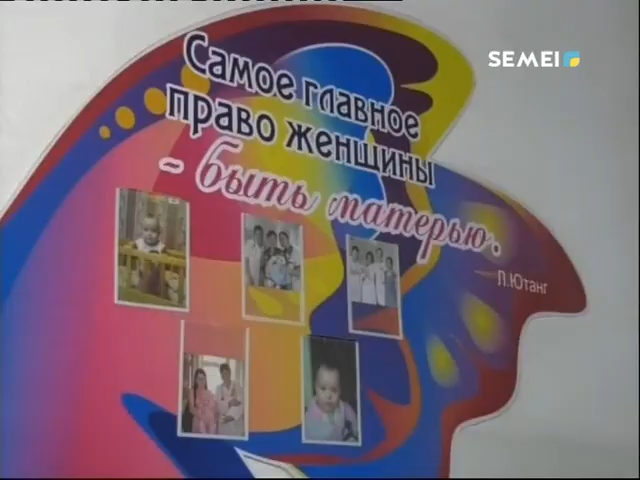 SEMEI
Самое главное
право женщины
- быть матерью.
Л.Ютанг